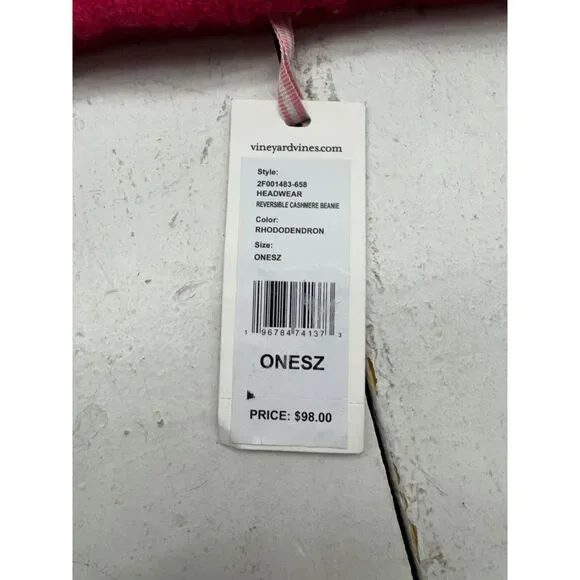 vineyardvines.com
Style:
2F001483-658
HEADWEAR
REVERSIBLE CASHMERE BEANIE
Color:
RHODODENDRON
Size:
ONESZ
1 96784 74137 3
ONESZ
PRICE: $98.00